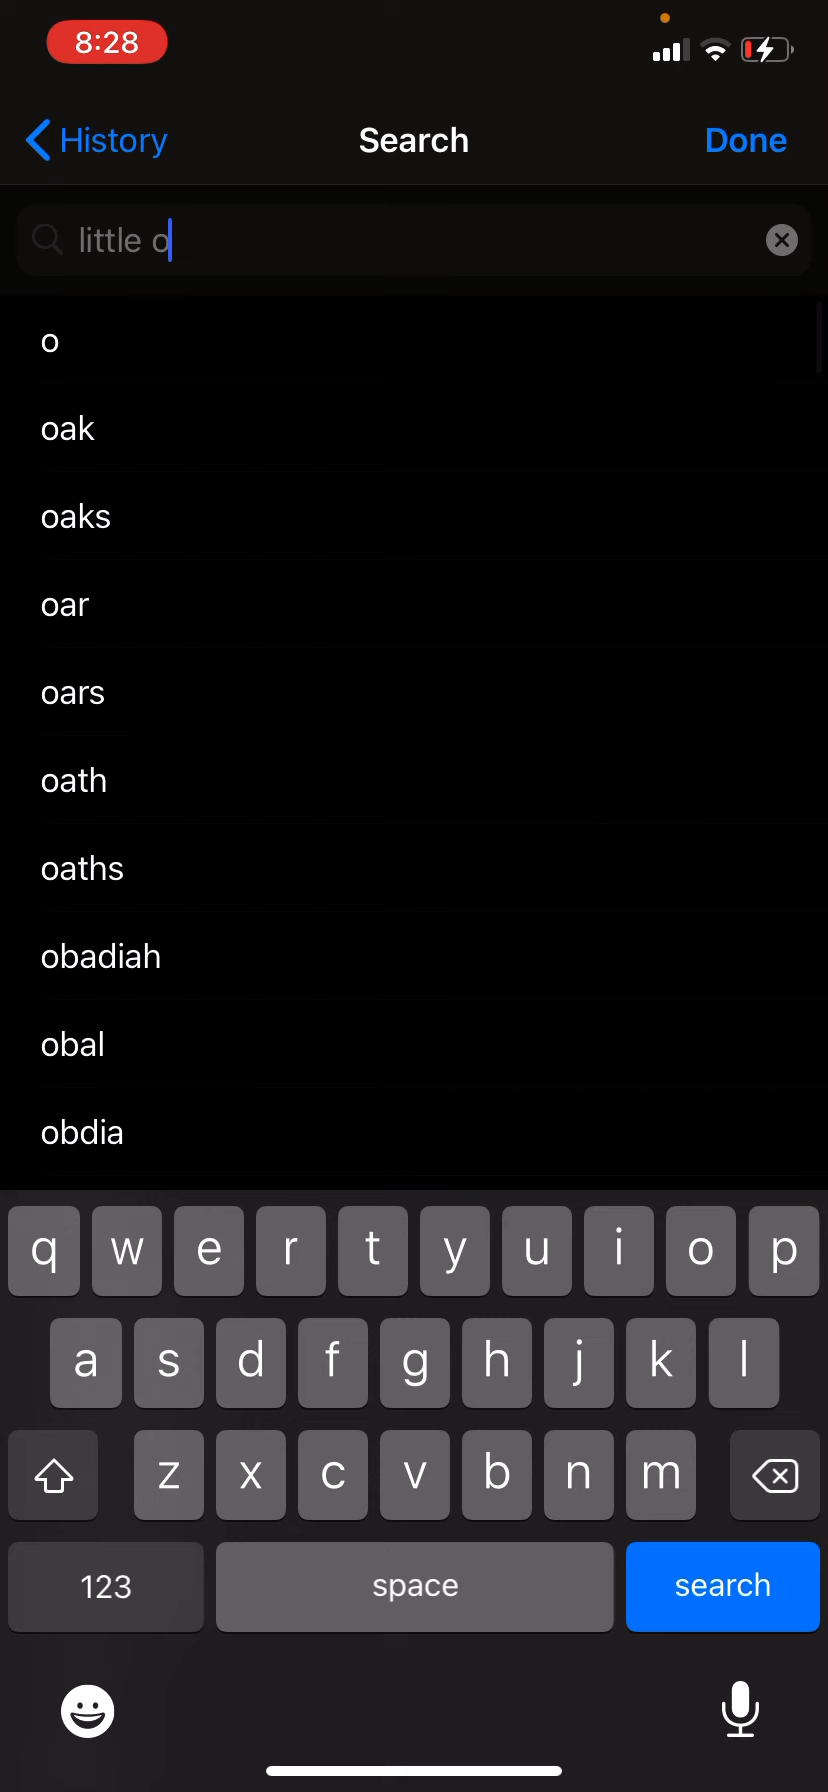 8:28
History
Search
Done
little o
o
oak
oaks
oar
oars
oath
oaths
obadiah
obal
obdia
q w e r t y u i o p
a s d f g h j k l
z x c v b n m
123 space search